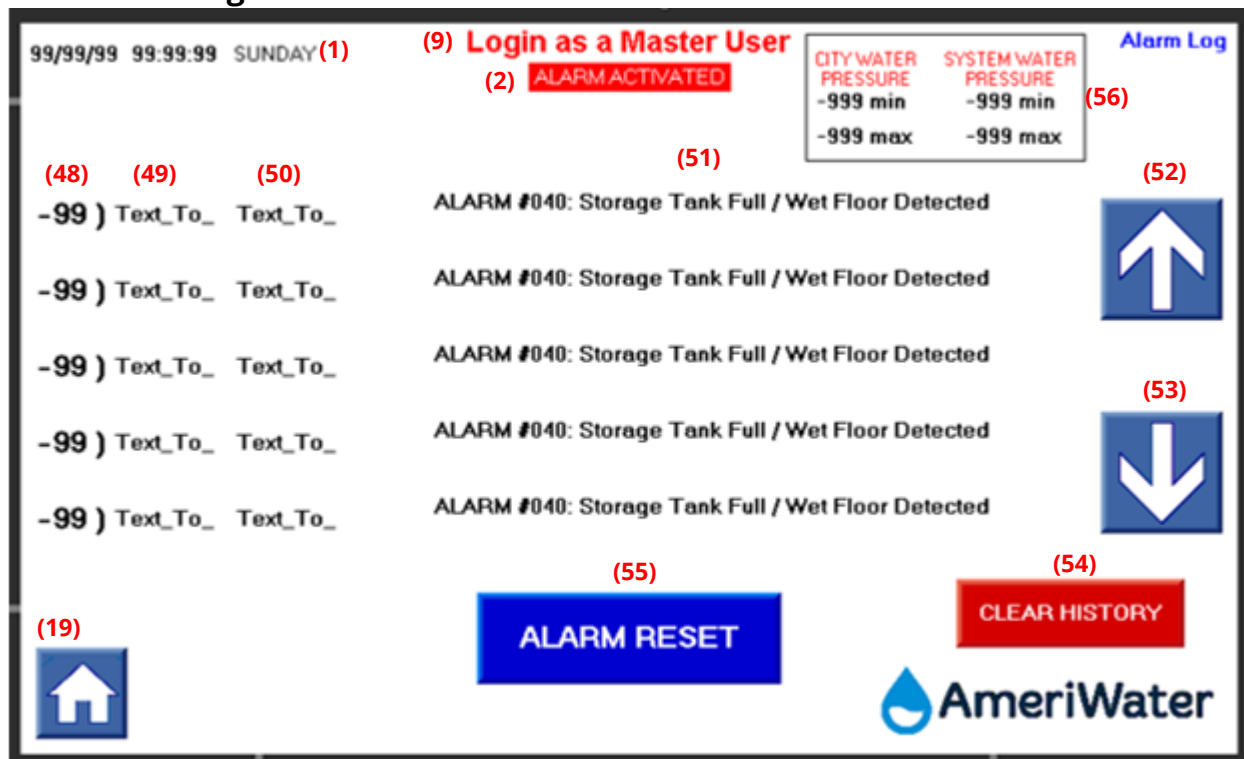 99/99/99 99:99:99 SUNDAY (1)
(9) Login as a Master User
(2) ALARM ACTIVATED
CITY WATER PRESSURE SYSTEM WATER PRESSURE
-999 min -999 min (56)
-999 max -999 max
Alarm Log
(48) (49) (50) (51) (52)
-99 ) Text_To_ Text_To_ ALARM #040: Storage Tank Full / Wet Floor Detected
-99 ) Text_To_ Text_To_ ALARM #040: Storage Tank Full / Wet Floor Detected
-99 ) Text_To_ Text_To_ ALARM #040: Storage Tank Full / Wet Floor Detected
(53)
-99 ) Text_To_ Text_To_ ALARM #040: Storage Tank Full / Wet Floor Detected
-99 ) Text_To_ Text_To_ ALARM #040: Storage Tank Full / Wet Floor Detected
(55) (54)
ALARM RESET
CLEAR HISTORY
(19)
AmeriWater